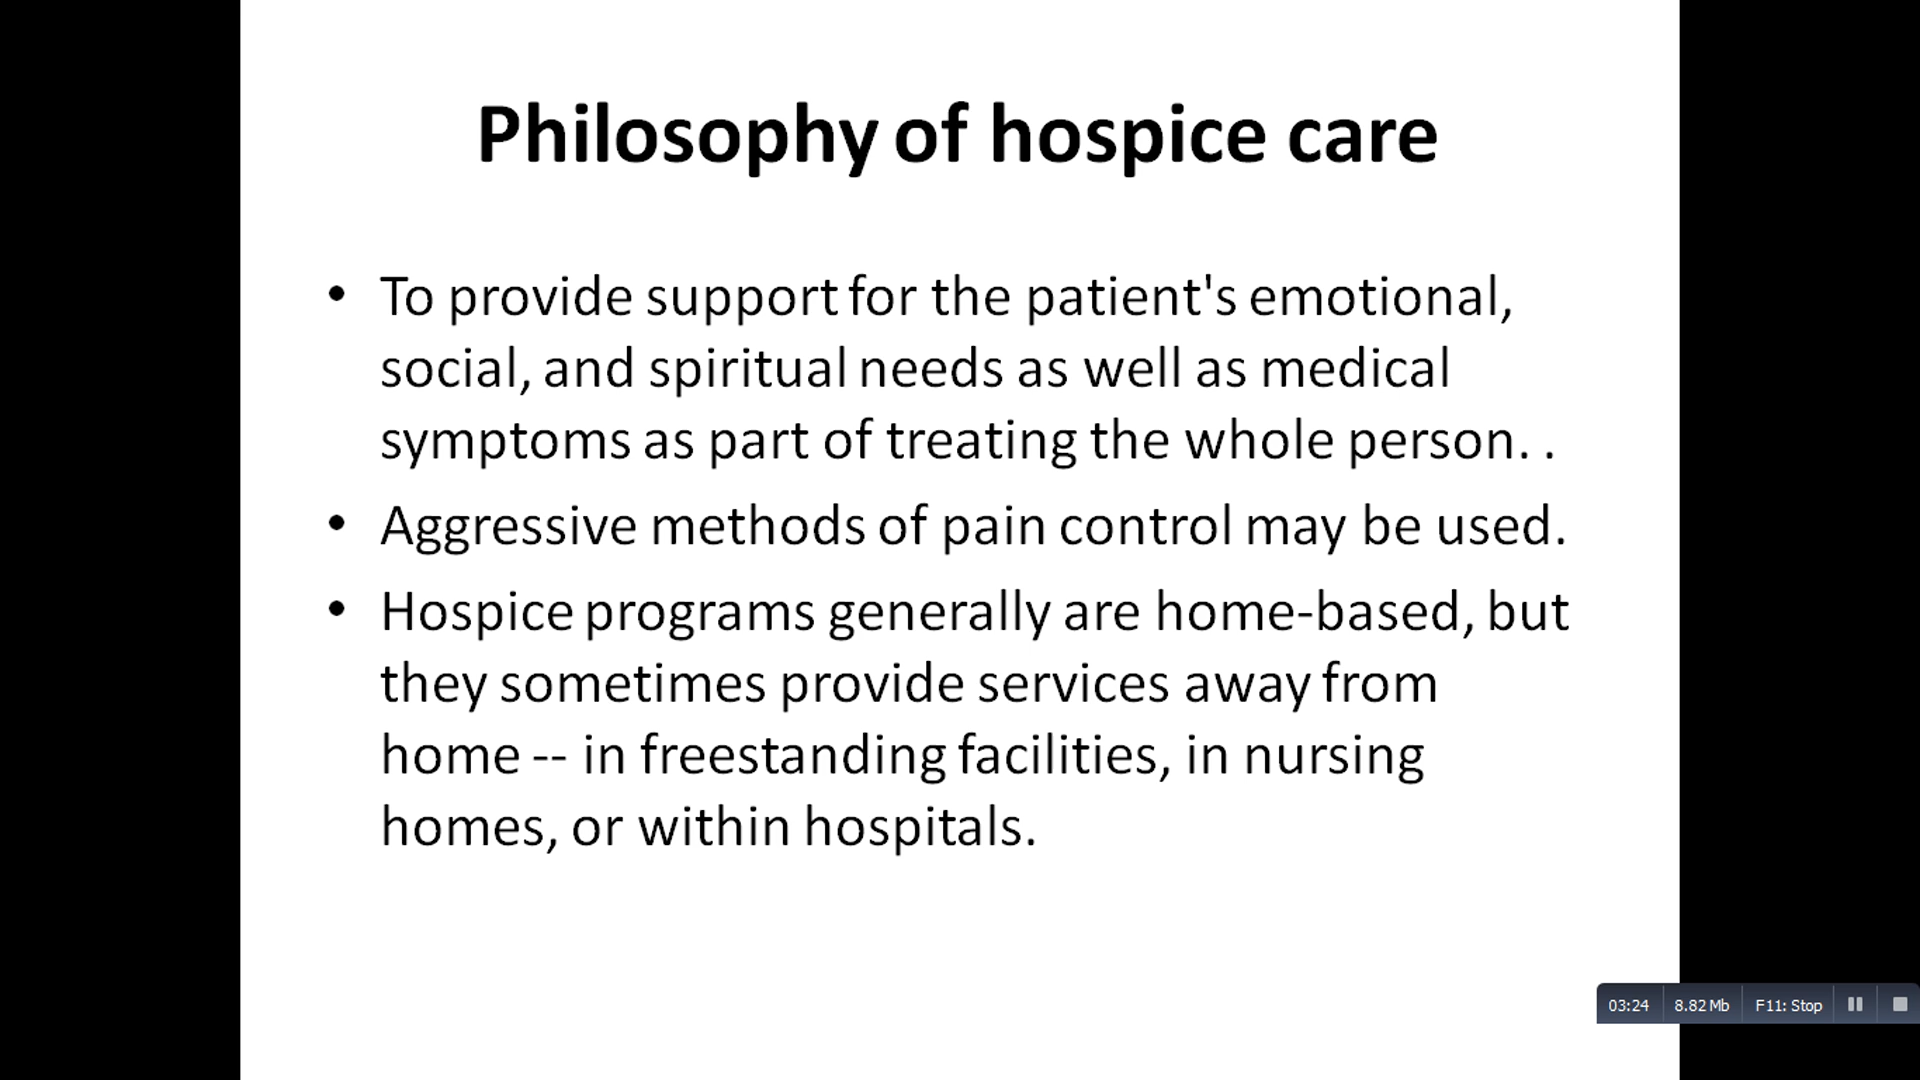 Philosophy of hospice care
• To provide support for the patient's emotional,
social, and spiritual needs as well as medical
symptoms as part of treating the whole person. .
• Aggressive methods of pain control may be used.
• Hospice programs generally are home-based, but
they sometimes provide services away from
home -- in freestanding facilities, in nursing
homes, or within hospitals.
03:24 8.82 Mb F11: Stop